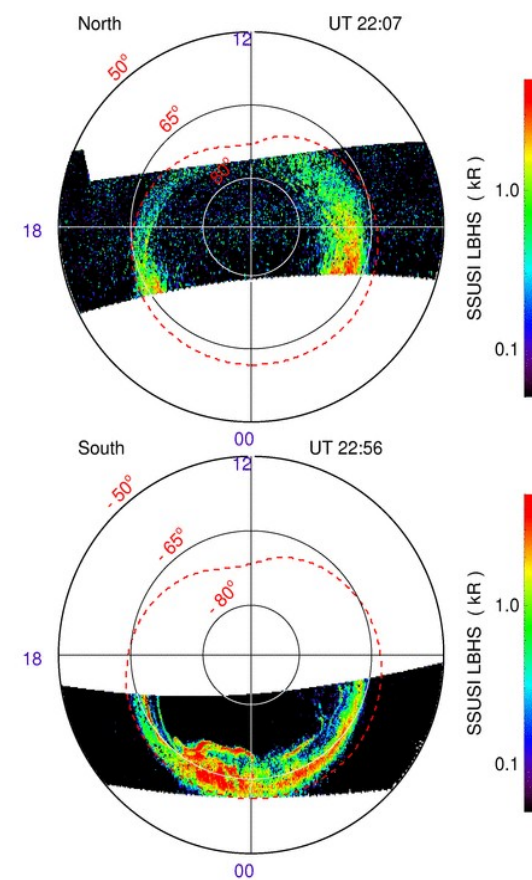 North
UT 22:07
12
50°
65°
80°
18
SSUSI LBHS ( kR )
1.0
0.1
00
South
UT 22:56
12
- 50°
- 65°
- 80°
18
SSUSI LBHS ( kR )
1.0
0.1
00